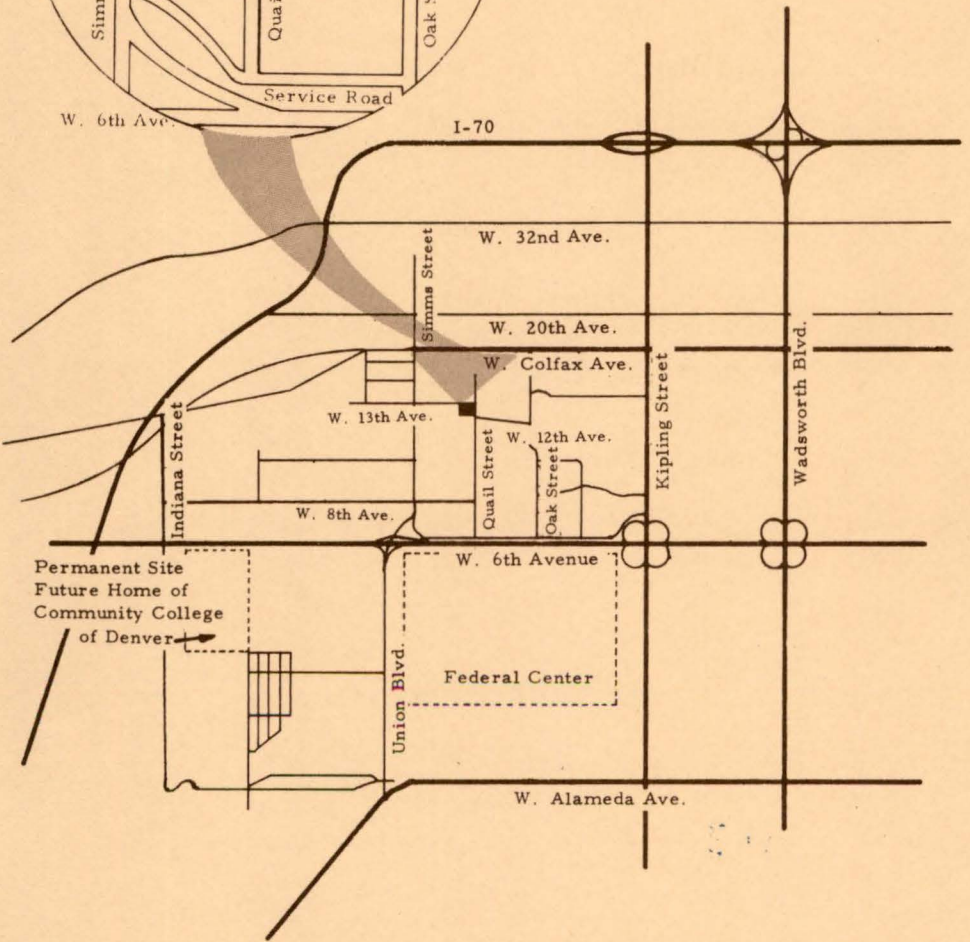 Quai
Oak S
Service Road
W. 6th Ave.
I-70
W. 32nd Ave.
Simms Street
W. 20th Ave.
W. Colfax Ave.
Wadsworth Blvd.
Kipling Street
W. 13th Ave.
W. 12th Ave.
Indiana Street
Quail Street
Oak Street
W. 8th Ave.
W. 6th Avenue
Permanent Site
Future Home of
Community College
of Denver
Federal Center
Union Blvd.
W. Alameda Ave.